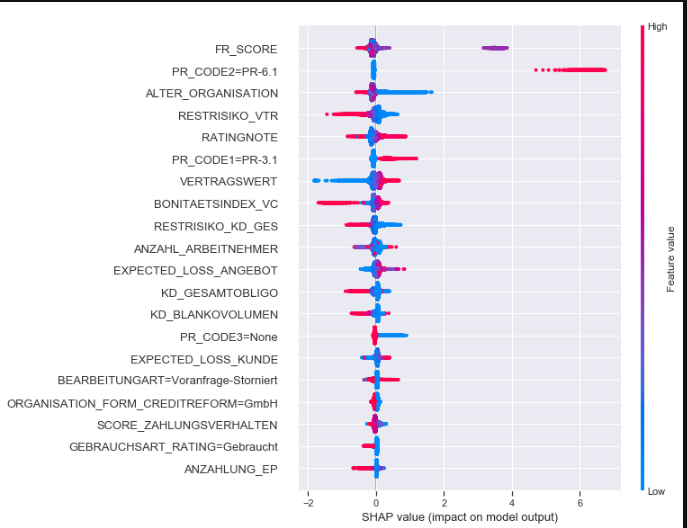 FR_SCORE
PR_CODE2=PR-6.1
ALTER_ORGANISATION
RESTRISIKO_VTR
RATINGNOTE
PR_CODE1=PR-3.1
VERTRAGSWERT
BONITAETSINDEX_VC
RESTRISIKO_KD_GES
ANZAHL_ARBEITNEHMER
EXPECTED_LOSS_ANGEBOT
KD_GESAMTOBLIGO
KD_BLANKOVOLUMEN
PR_CODE3=None
EXPECTED_LOSS_KUNDE
BEARBEITUNGART=Voranfrage-Storniert
ORGANISATION_FORM_CREDITREFORM=GmbH
SCORE_ZAHLUNGSVERHALTEN
GEBRAUCHSART_RATING=Gebraucht
ANZAHLUNG_EP
−2 0 2 4 6
SHAP value (impact on model output)
High
Feature value
Low